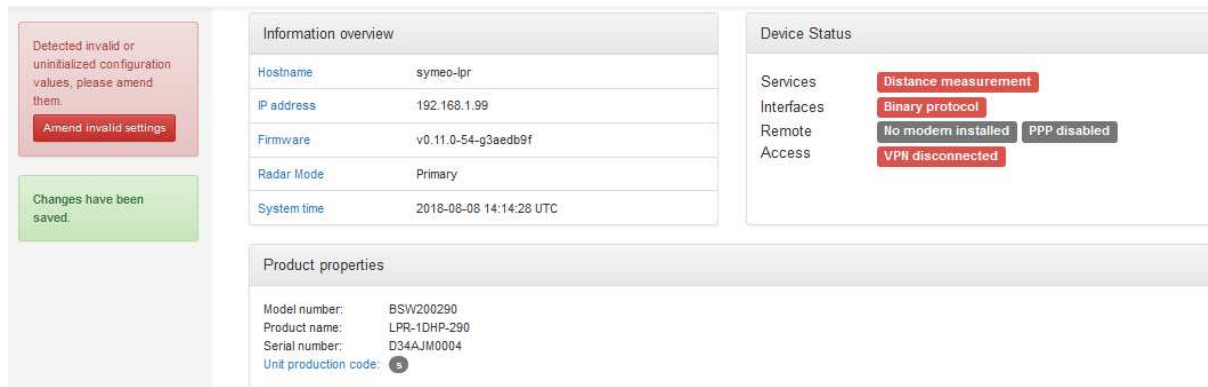 Detected invalid or
uninitialized configuration
values, please amend
them.
Amend invalid settings
Changes have been
saved.
Information overview
Hostname symeo-lpr
IP address 192.168.1.99
Firmware v0.11.0-54-g3aedb9f
Radar Mode Primary
System time 2018-08-08 14:14:28 UTC
Device Status
Services Distance measurement
Interfaces Binary protocol
Remote No modem installed PPP disabled
Access VPN disconnected
Product properties
Model number: BSW200290
Product name: LPR-1DHP-290
Serial number: D34AJM0004
Unit production code: s